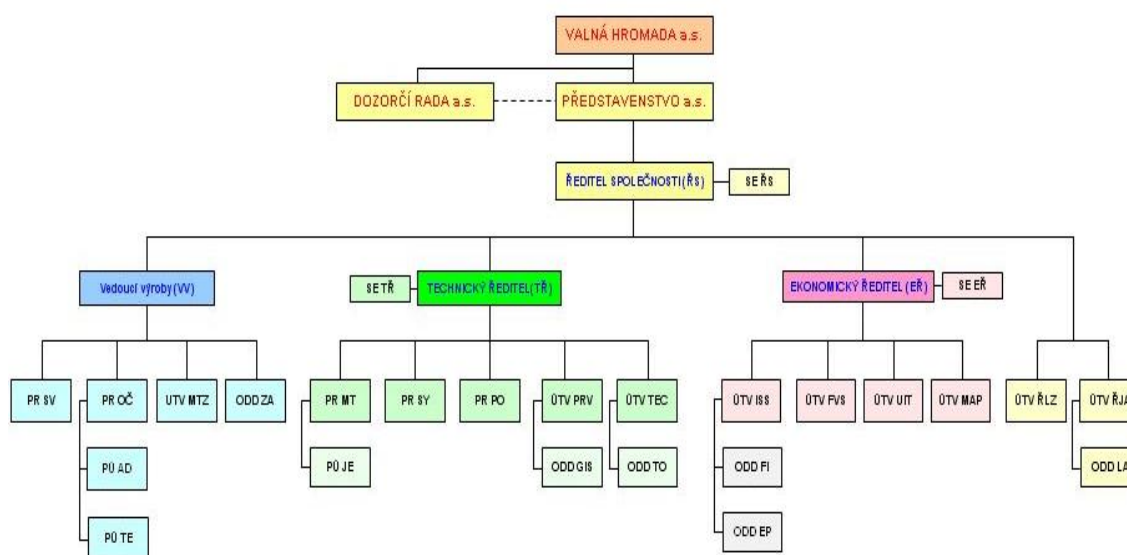 VALNÁ HROMADA a.s.
DOZORČÍ RADA a.s.
PŘEDSTAVENSTVO a.s.
ŘEDITEL SPOLEČNOSTI(ŘS)
SE ŘS
Vedoucí výroby(VV)
SE TŘ
TECHNICKÝ ŘEDITEL(TŘ)
EKONOMICKÝ ŘEDITEL (EŘ)
SE EŘ
PR SV
PR OČ
UTV MTZ
ODD ZA
PR MT
PR SY
PR PO
ÚTV PRV
ÚTV TEC
ÚTV ISS
ÚTV FVS
ÚTV UIT
ÚTV MAP
ÚTV ŘLZ
ÚTV ŘJA
PÚ AD
PÚ JE
ODD GIS
ODD TO
ODD FI
ODD LA
PÚ TE
ODD EP